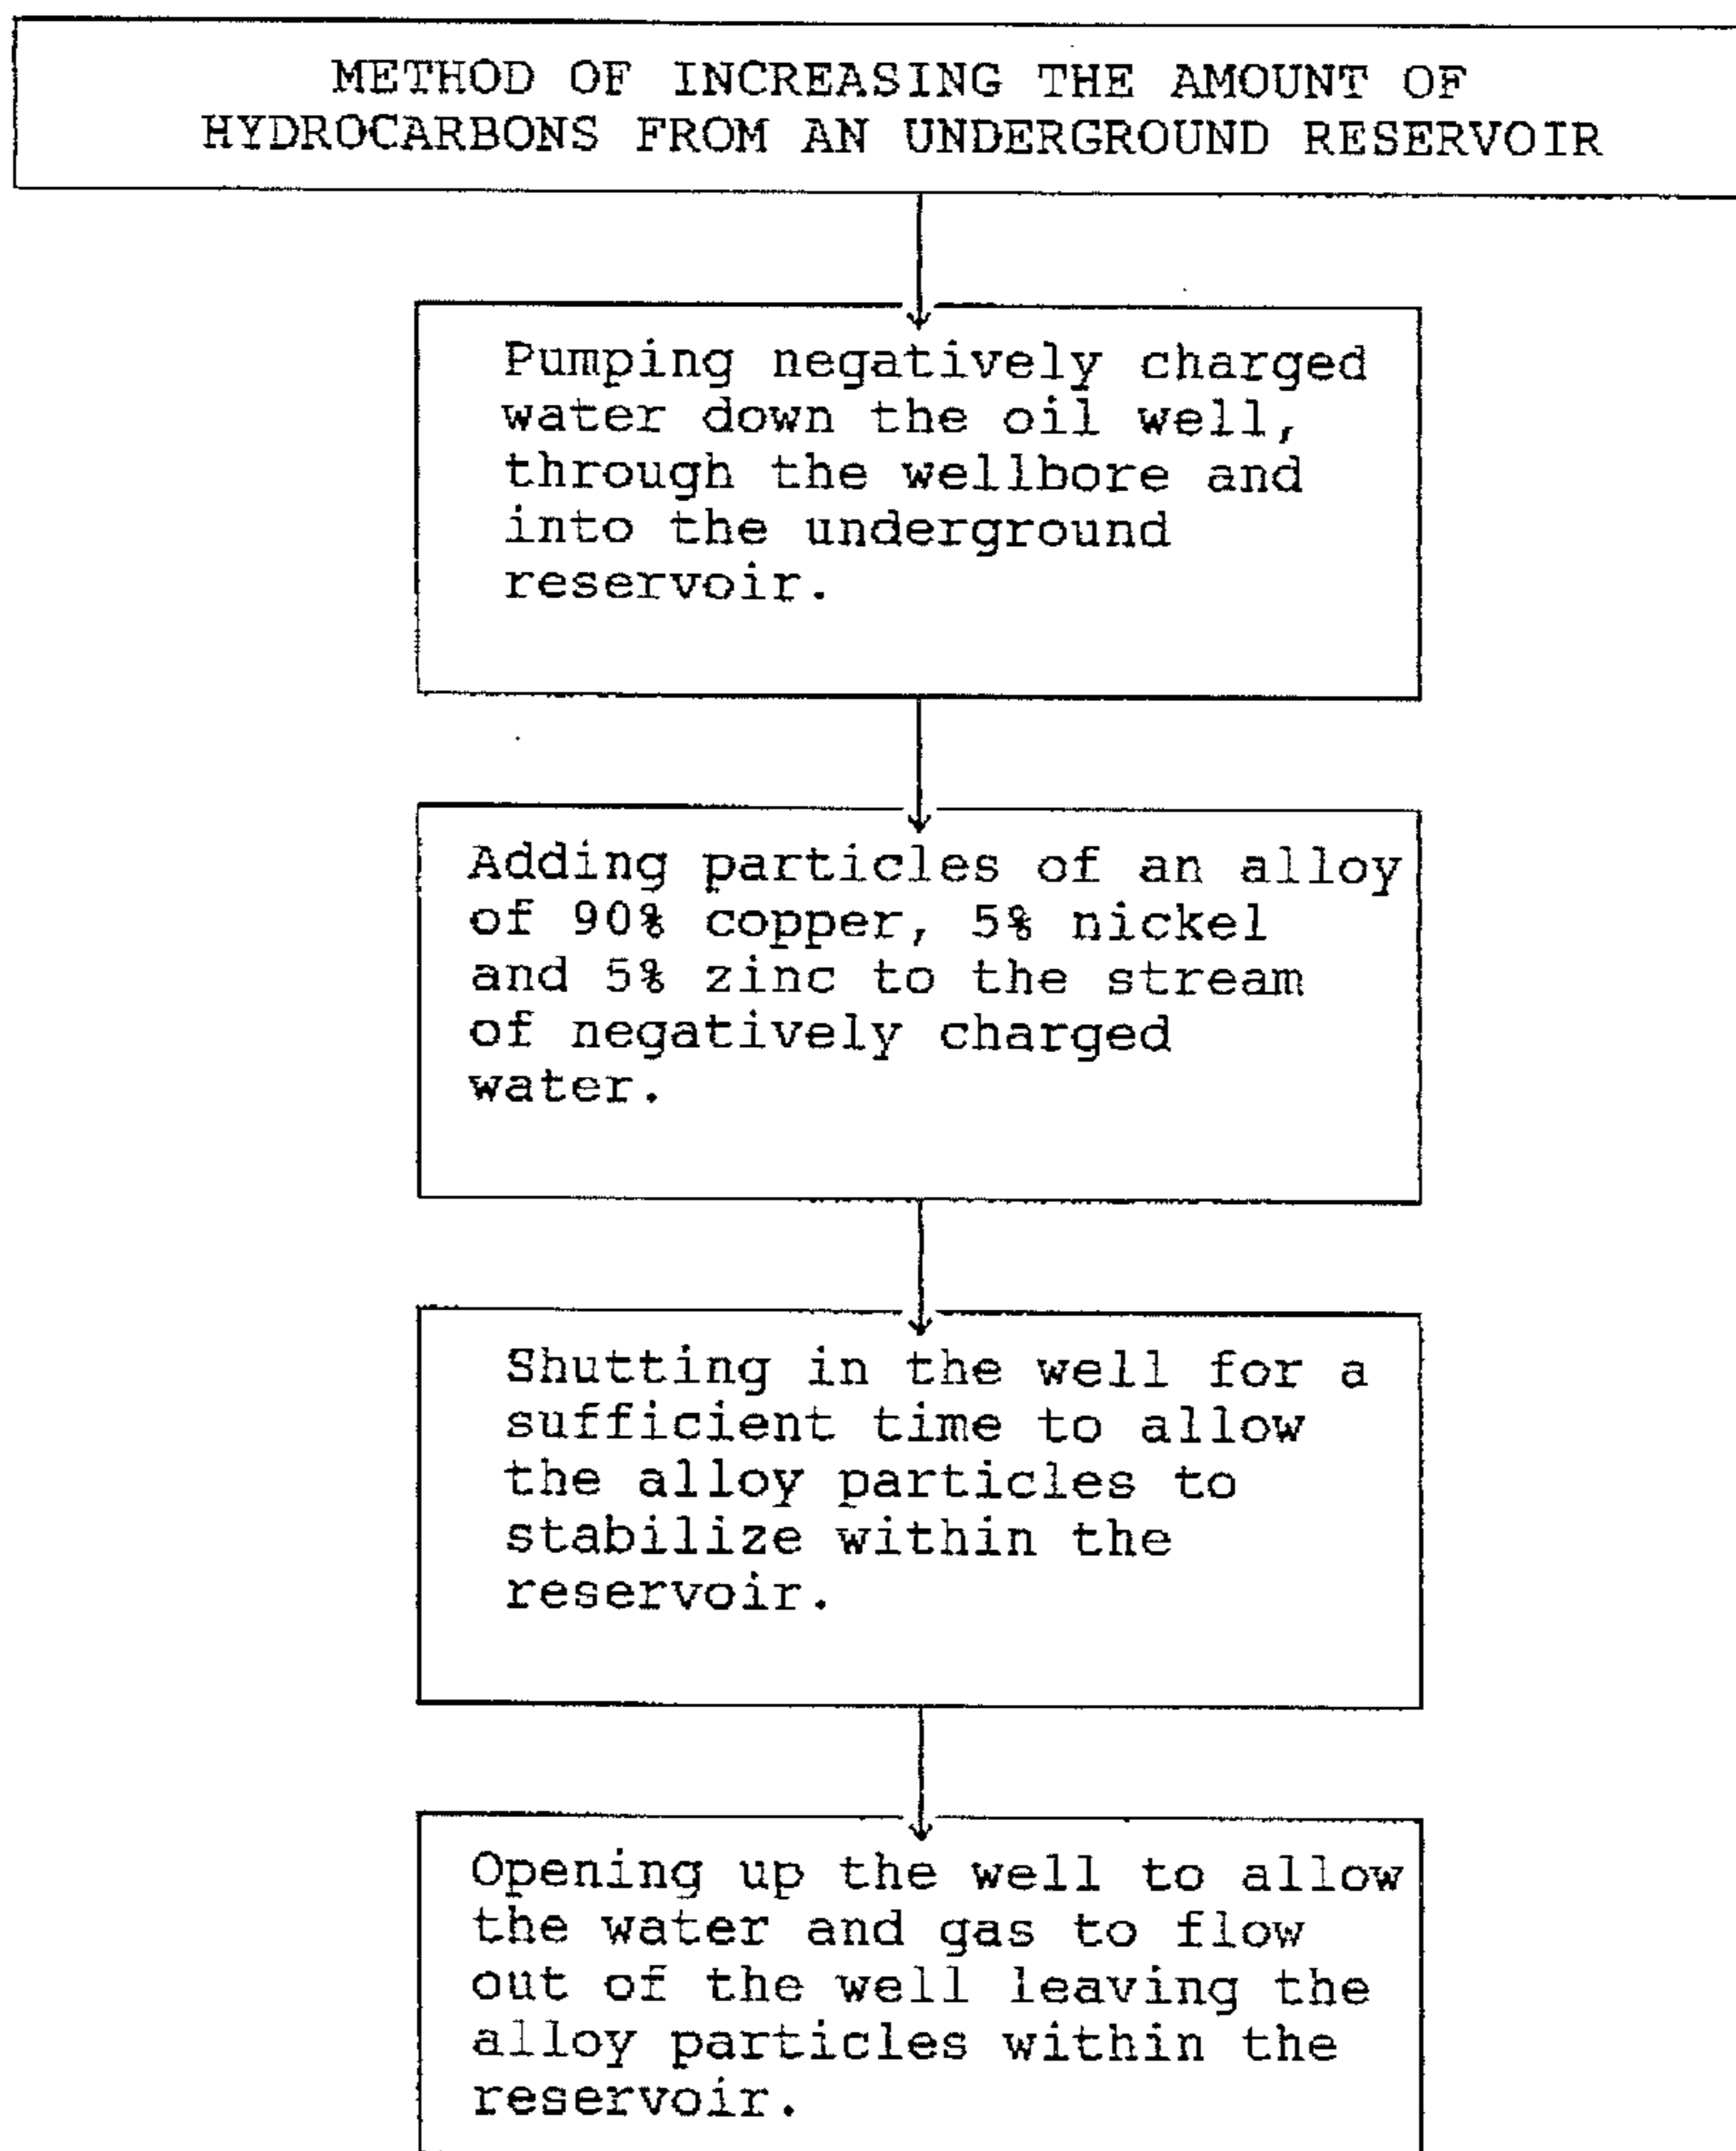 METHOD OF INCREASING THE AMOUNT OF
HYDROCARBONS FROM AN UNDERGROUND RESERVOIR
Pumping negatively charged
water down the oil well,
through the wellbore and
into the underground
reservoir.
Adding particles of an alloy
of 90% copper, 5% nickel
and 5% zinc to the stream
of negatively charged
water.
Shutting in the well for a
sufficient time to allow
the alloy particles to
stabilize within the
reservoir.
Opening up the well to allow
the water and gas to flow
out of the well leaving the
alloy particles within the
reservoir.